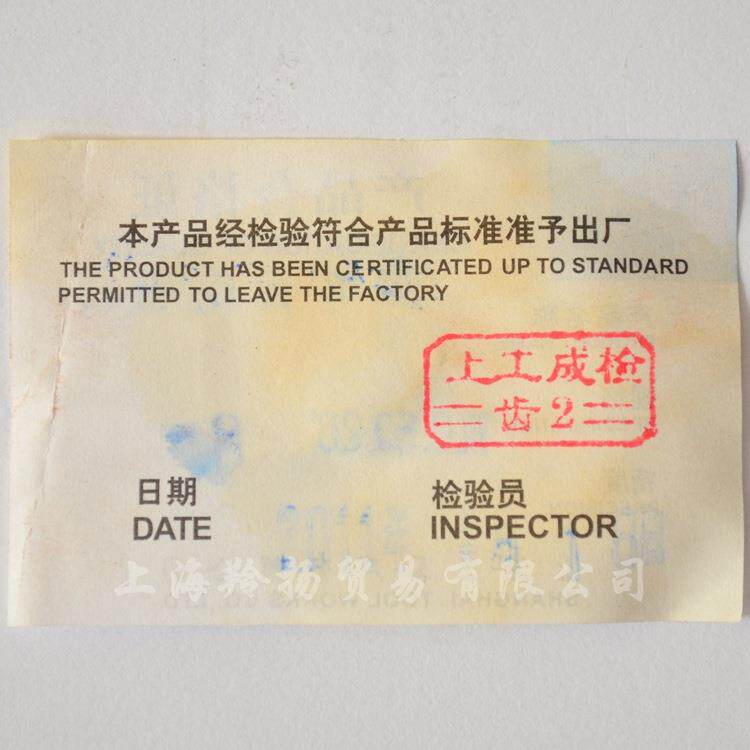 本产品经检验符合产品标准准予出厂
THE PRODUCT HAS BEEN CERTIFICATED UP TO STANDARD
PERMITTED TO LEAVE THE FACTORY
上工成检
齿2
日期
DATE
检验员
INSPECTOR
上海羚扬贸易有限公司